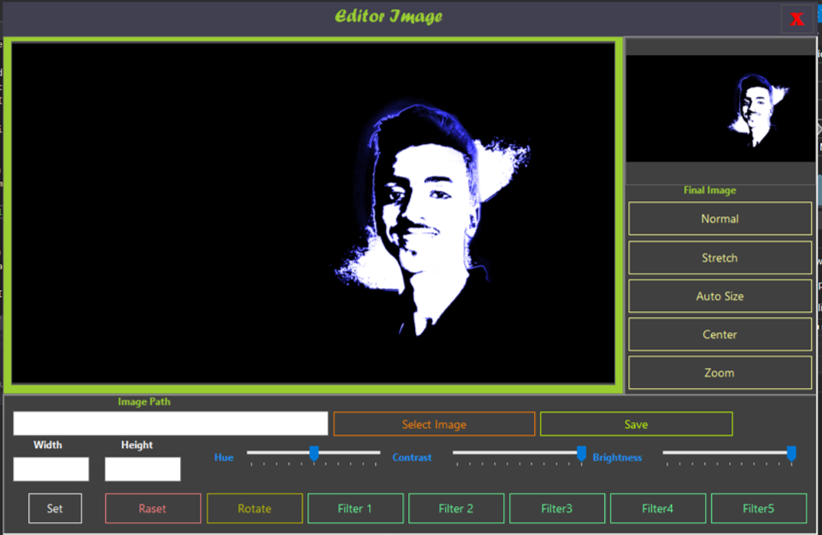 Editor Image
X
Final Image
Normal
Stretch
Auto Size
Center
Zoom
Image Path
Select Image
Save
Width
Height
Hue
Contrast
Brightness
Set
Raset
Rotate
Filter 1
Filter 2
Filter3
Filter4
Filter5